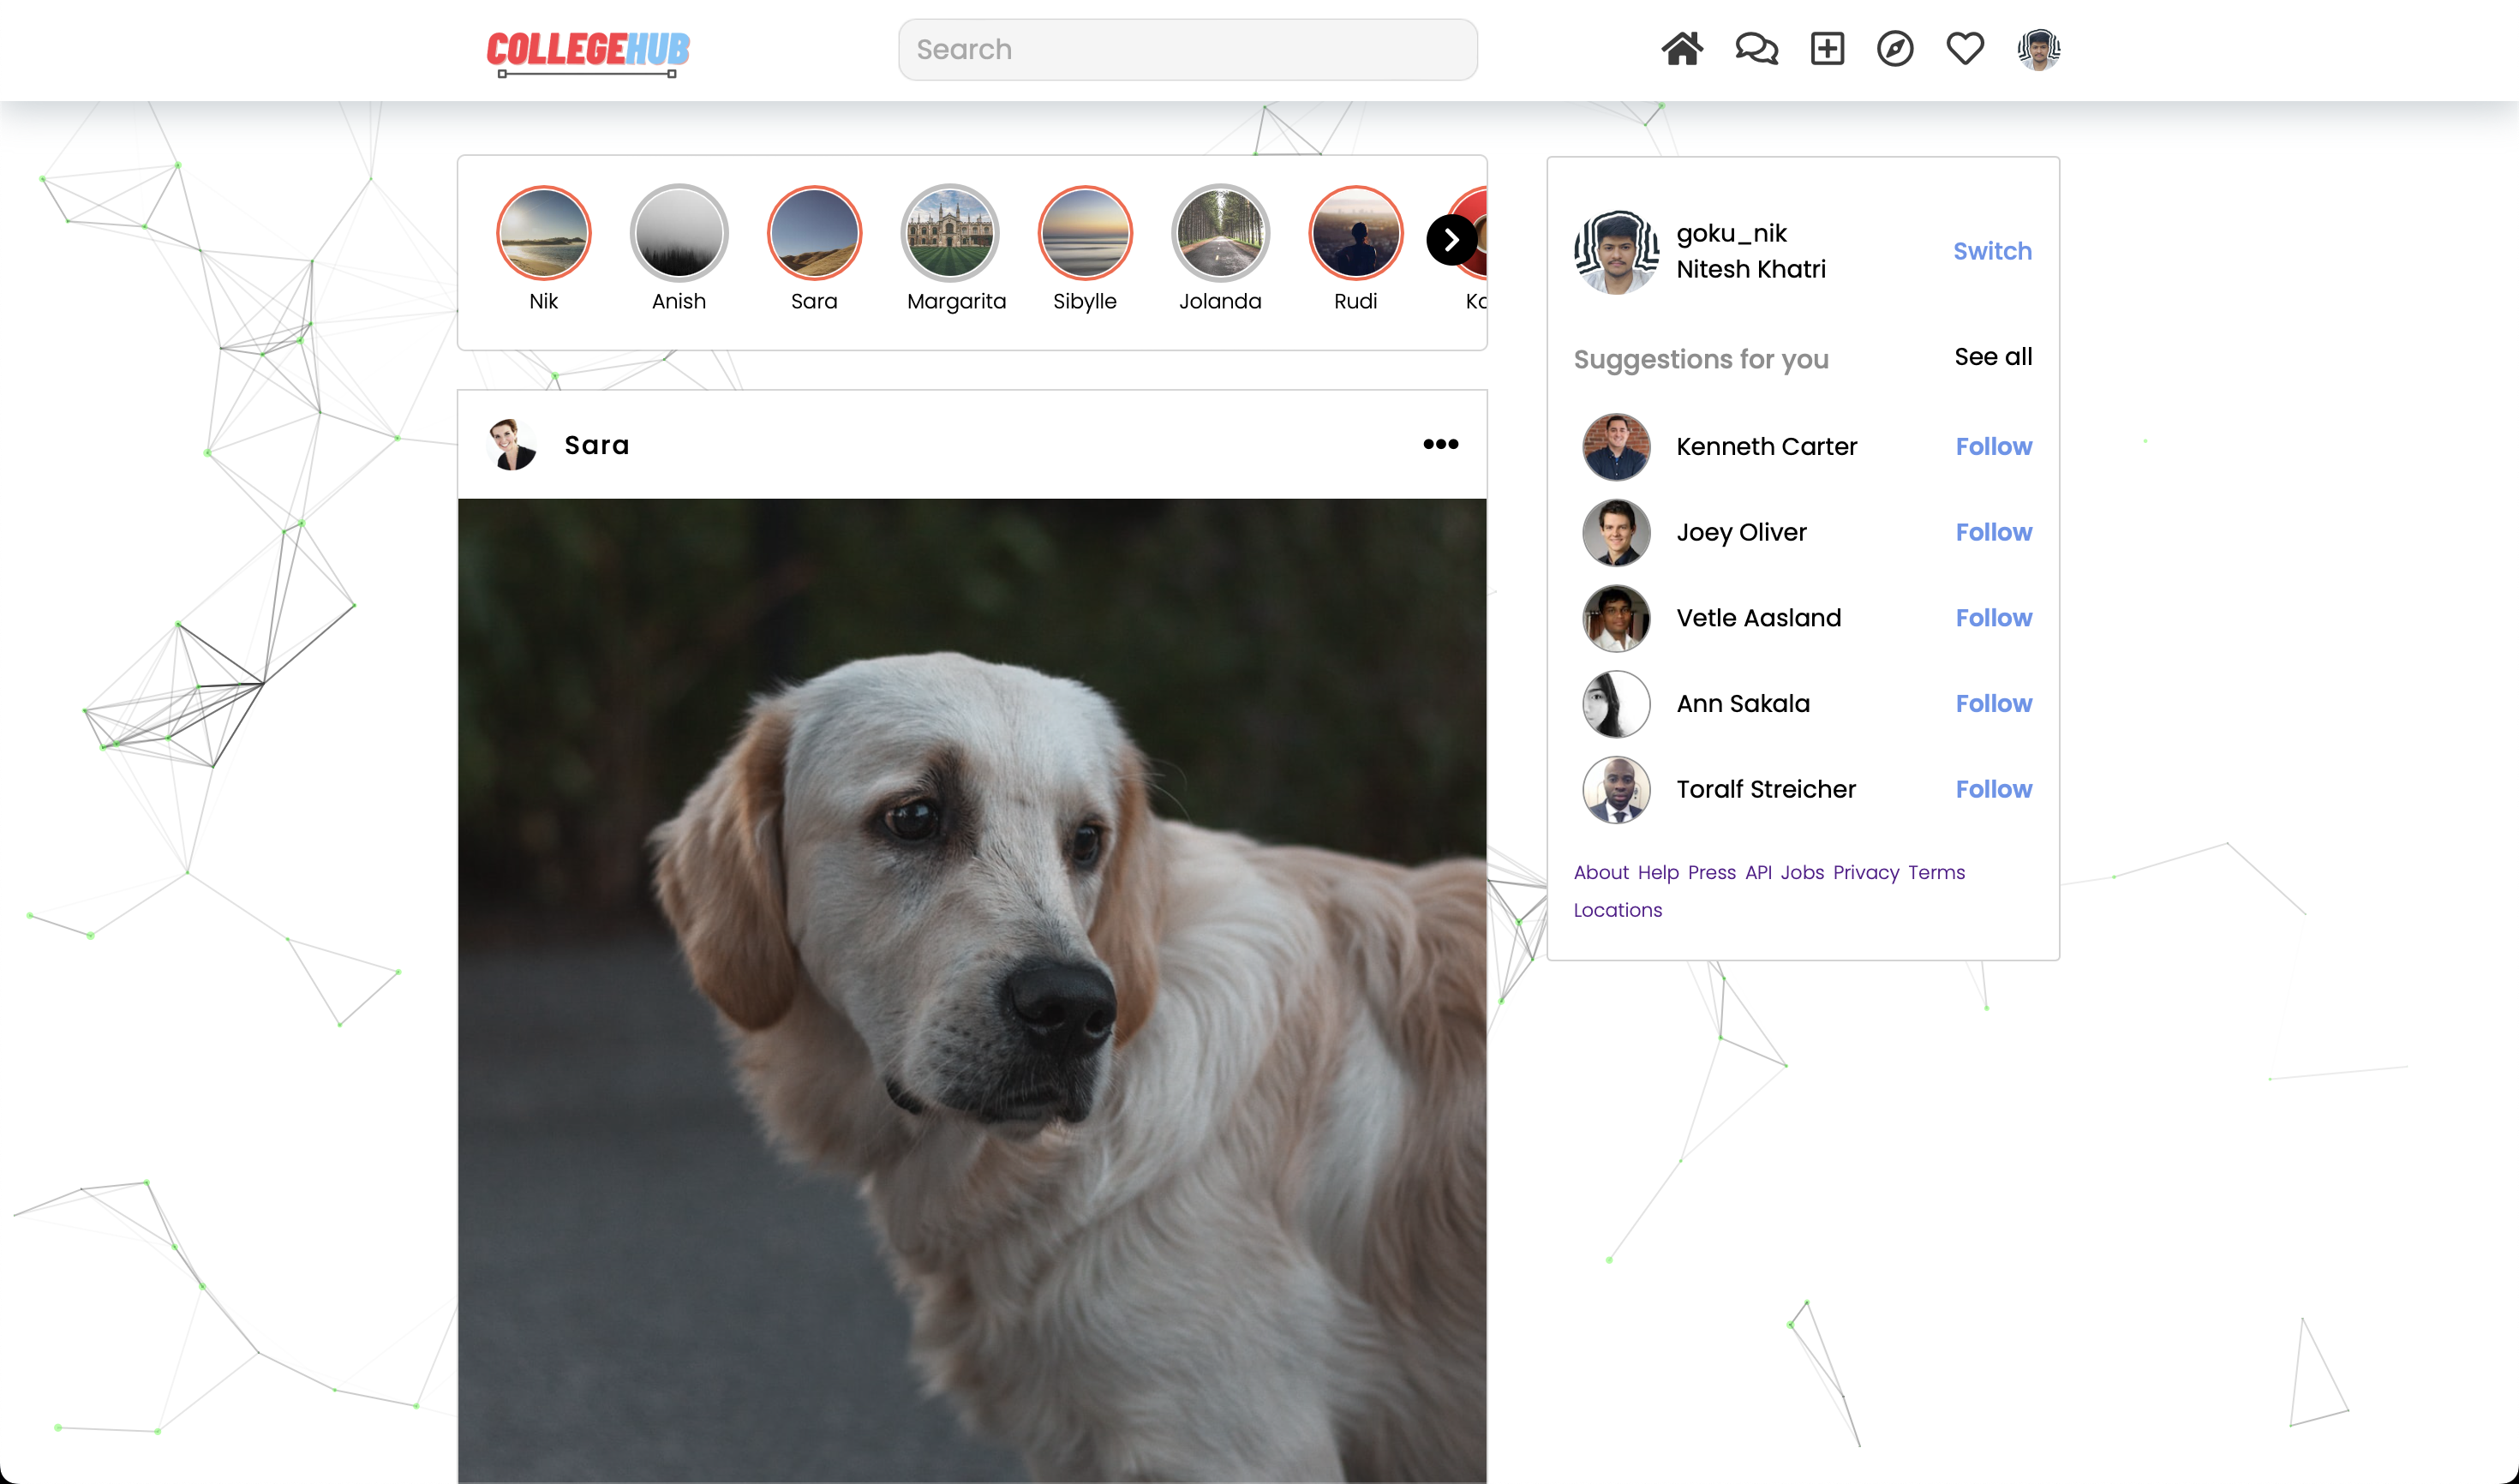 COLLEGEHUB
Search
Nik
Anish
Sara
Margarita
Sibylle
Jolanda
Rudi
Sara
goku_nik
Nitesh Khatri
Switch
Suggestions for you
See all
Kenneth Carter
Follow
Joey Oliver
Follow
Vetle Aasland
Follow
Ann Sakala
Follow
Toralf Streicher
Follow
About Help Press API Jobs Privacy Terms
Locations